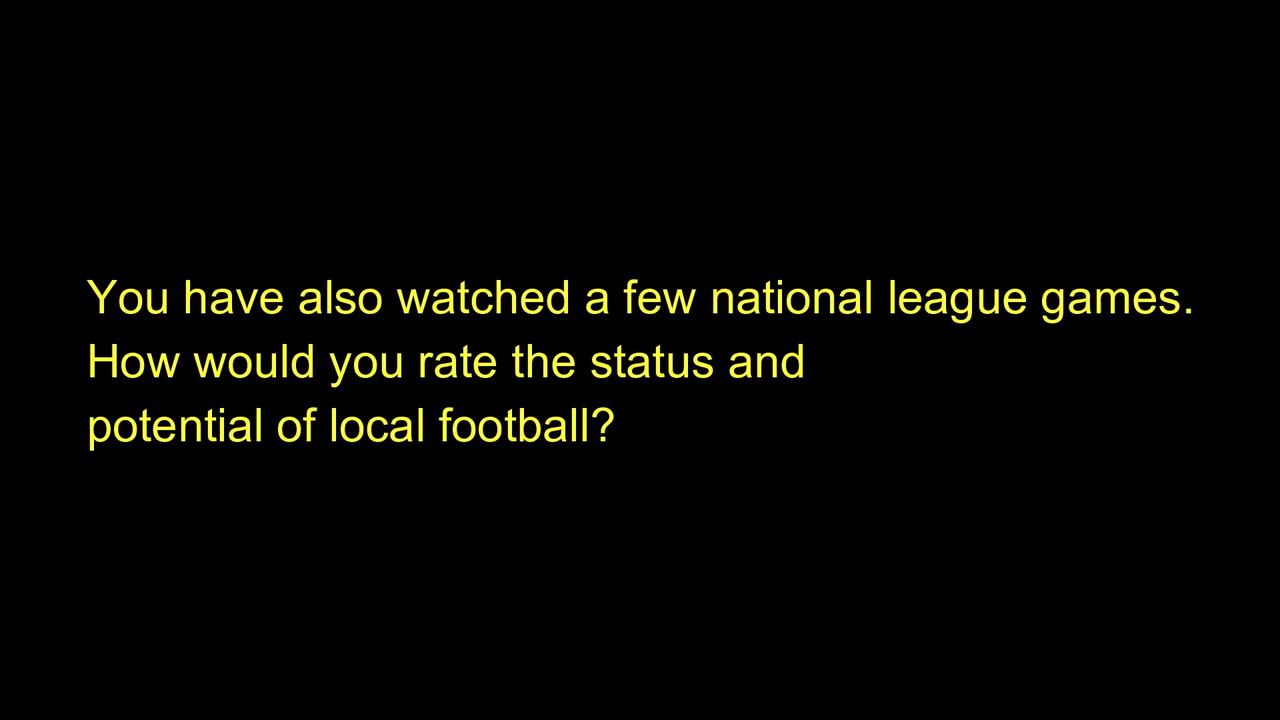 You have also watched a few national league games.
How would you rate the status and
potential of local football?